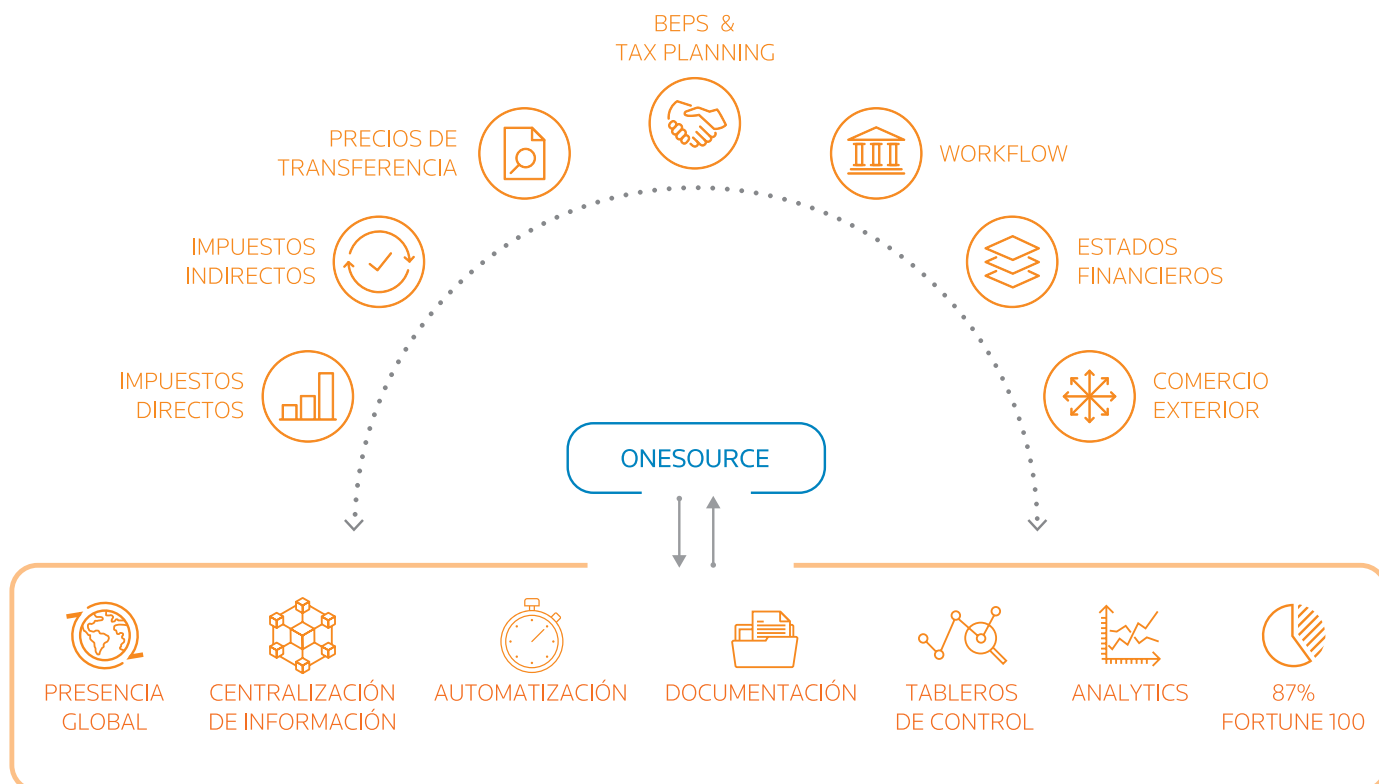 BEPS &
TAX PLANNING
PRECIOS DE
TRANSFERENCIA
WORKFLOW
IMPUESTOS
INDIRECTOS
ESTADOS
FINANCIEROS
IMPUESTOS
DIRECTOS
COMERCIO
EXTERIOR
ONESOURCE
PRESENCIA
GLOBAL
CENTRALIZACIÓN
DE INFORMACIÓN
AUTOMATIZACIÓN
DOCUMENTACIÓN
TABLEROS
DE CONTROL
ANALYTICS
87%
FORTUNE 100